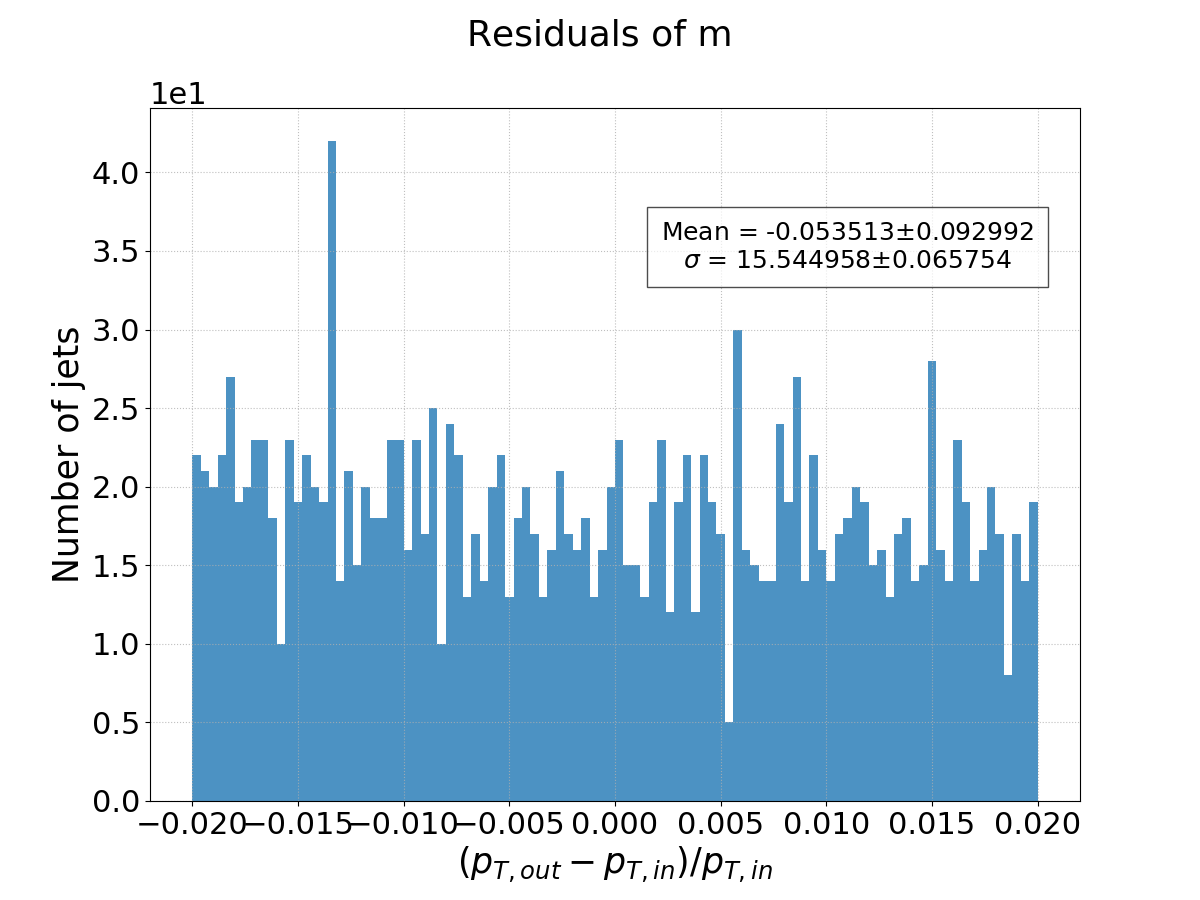 Residuals of m
1e1
4.0
3.5
3.0
2.5
2.0
1.5
1.0
0.5
0.0
Number of jets
Mean = -0.053513±0.092992
σ = 15.544958±0.065754
−0.020 −0.015 −0.010 −0.005 0.000 0.005 0.010 0.015 0.020
(p_{T, out} − p_{T, in})/p_{T, in}